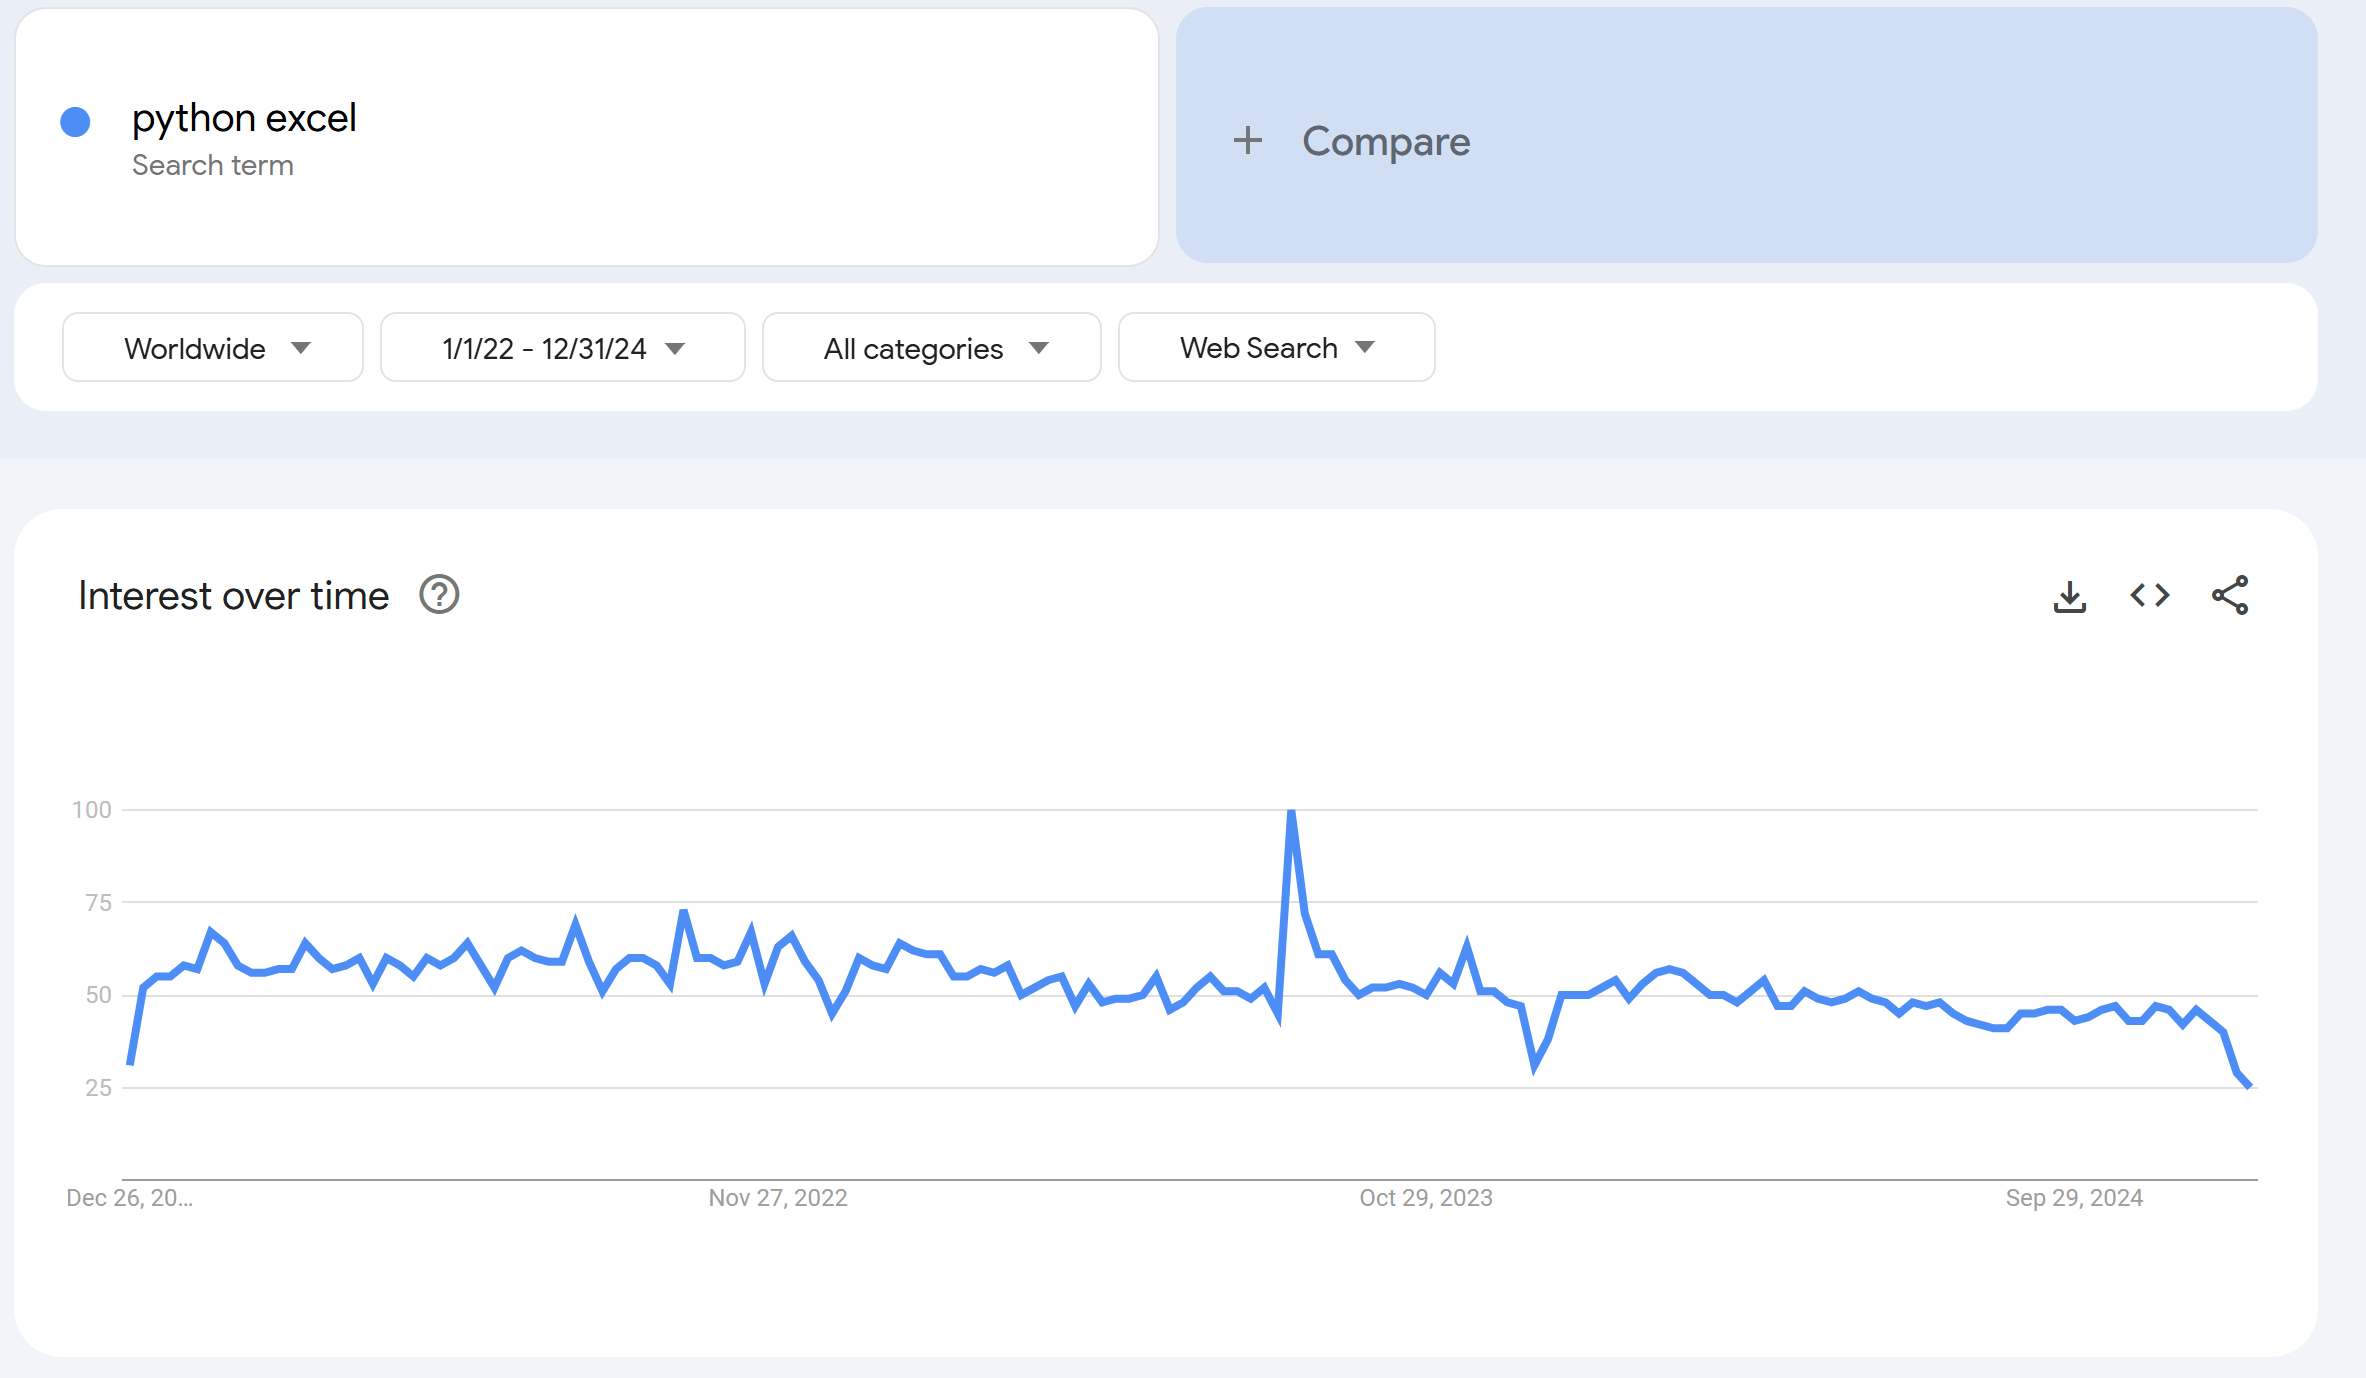 python excel
Search term
+ Compare
Worldwide
1/1/22 - 12/31/24
All categories
Web Search
Interest over time
100
75
50
25
Dec 26, 20...
Nov 27, 2022
Oct 29, 2023
Sep 29, 2024